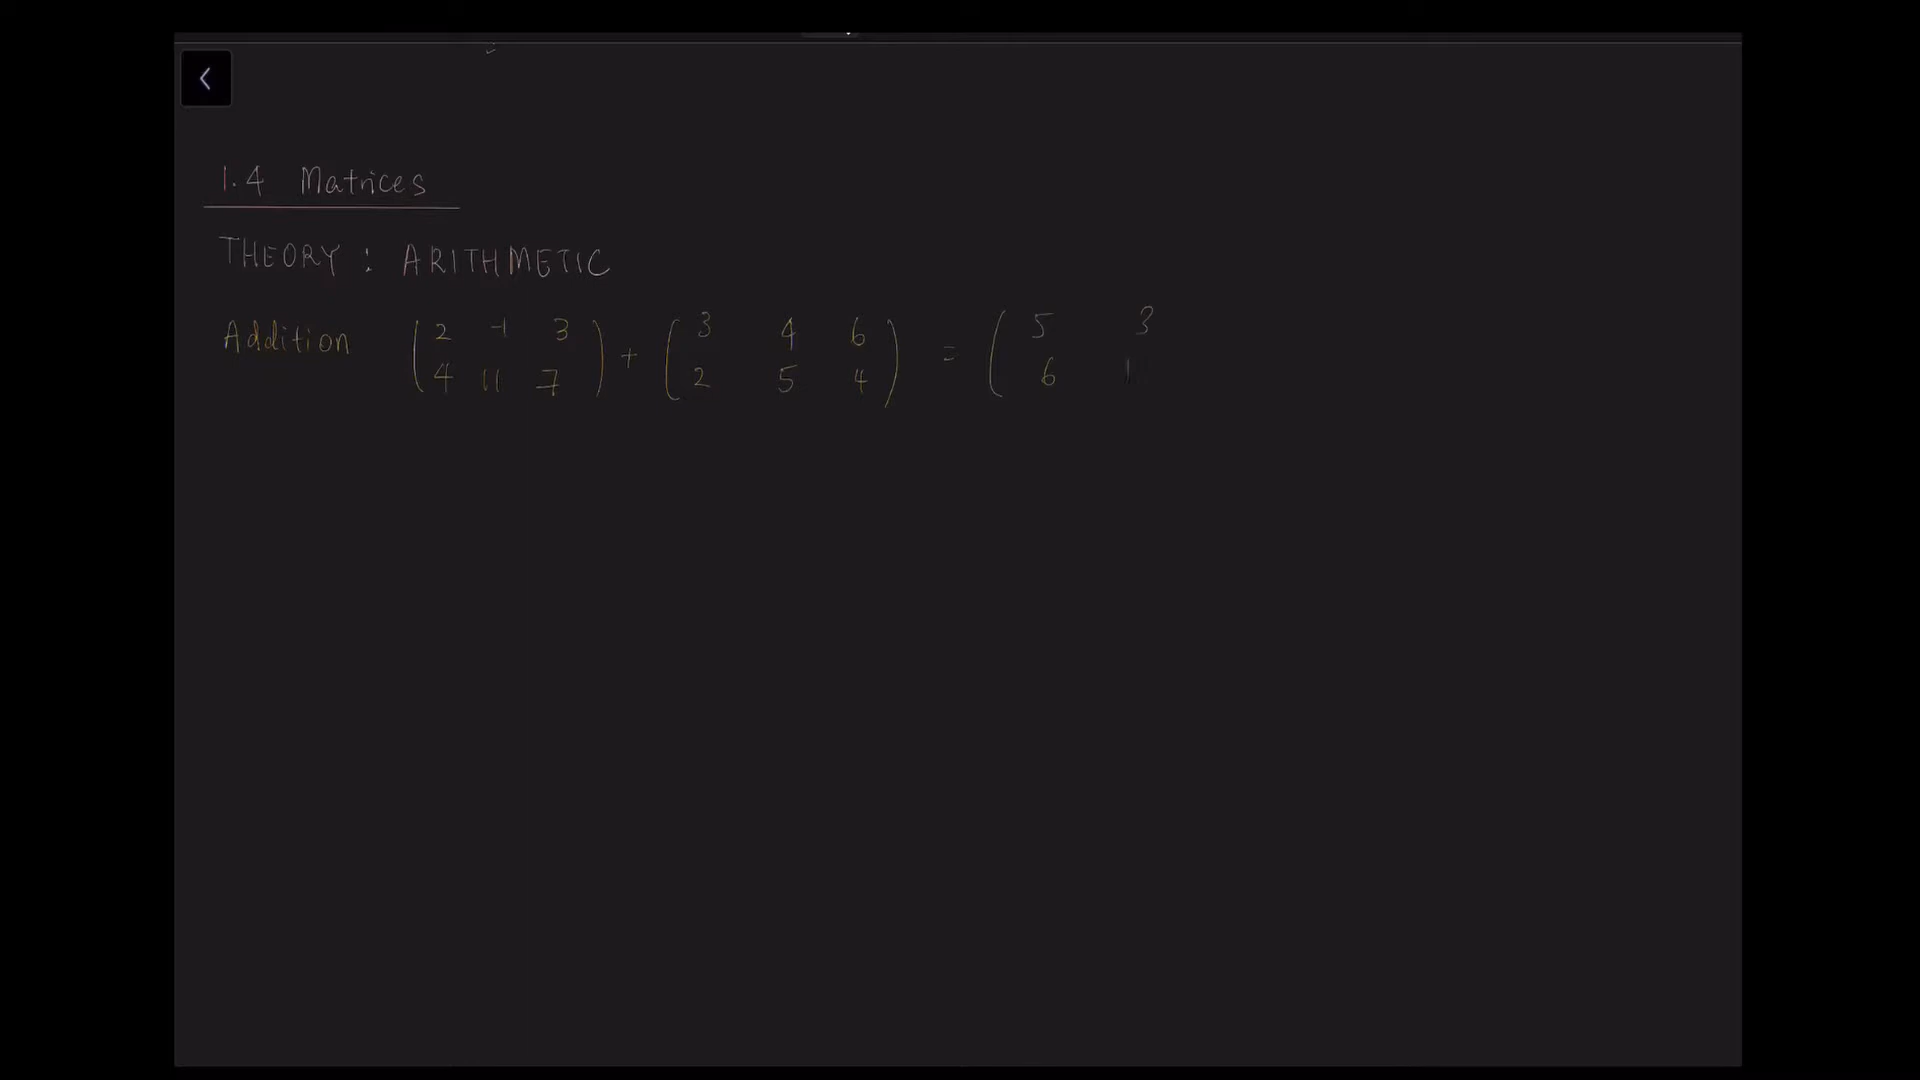 1.4 Matrices
THEORY : ARITHMETIC
Addition ( 2 -1 3 ) + ( 3 4 6 ) = ( 5 3
4 11 7 2 5 4 6 1